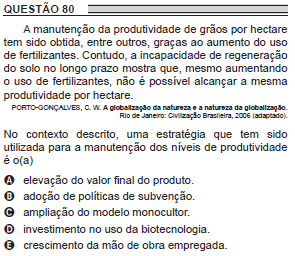 QUESTÃO 80
A manutenção da produtividade de grãos por hectare
tem sido obtida, entre outros, graças ao aumento do uso
de fertilizantes. Contudo, a incapacidade de regeneração
do solo no longo prazo mostra que, mesmo aumentando
o uso de fertilizantes, não é possível alcançar a mesma
produtividade por hectare.
PORTO-GONÇALVES, C. W. A globalização da natureza e a natureza da globalização.
Rio de Janeiro: Civilização Brasileira, 2006 (adaptado).
No contexto descrito, uma estratégia que tem sido
utilizada para a manutenção dos níveis de produtividade
é o(a)
A elevação do valor final do produto.
B adoção de políticas de subvenção.
C ampliação do modelo monocultor.
D investimento no uso da biotecnologia.
E crescimento da mão de obra empregada.